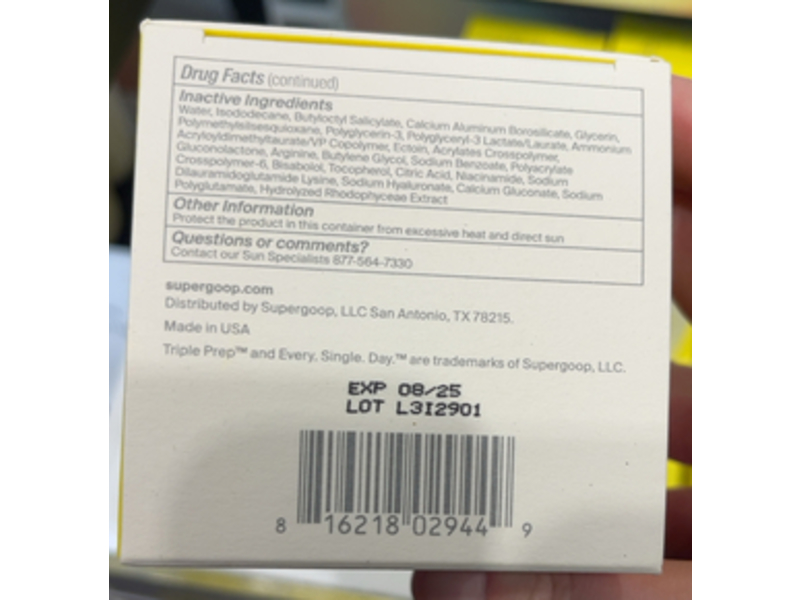 Drug Facts (continued)
Inactive Ingredients
Water, Isododecane, Butyloctyl Salicylate, Calcium Aluminum Borosilicate, Glycerin,
Polymethylsilsesquioxane, Polyglycerin-3, Polyglyceryl-3 Lactate/Laurate, Ammonium
Acryloyldimethyltaurate/VP Copolymer, Ectoin, Acrylates Crosspolymer,
Gluconolactone, Arginine, Butylene Glycol, Sodium Benzoate, Polyacrylate
Crosspolymer-6, Bisabolol, Tocopherol, Citric Acid, Niacinamide, Sodium
Dilauramidoglutamide Lysine, Sodium Hyaluronate, Calcium Gluconate, Sodium
Polyglutamate, Hydrolyzed Rhodophyceae Extract
Other Information
Protect the product in this container from excessive heat and direct sun
Questions or comments?
Contact our Sun Specialists 877-564-7330
supergoop.com
Distributed by Supergoop, LLC San Antonio, TX 78215.
Made in USA
Triple Prep™ and Every. Single. Day.™ are trademarks of Supergoop, LLC.
EXP 08/25
LOT L3I2901
8 16218 02944 9